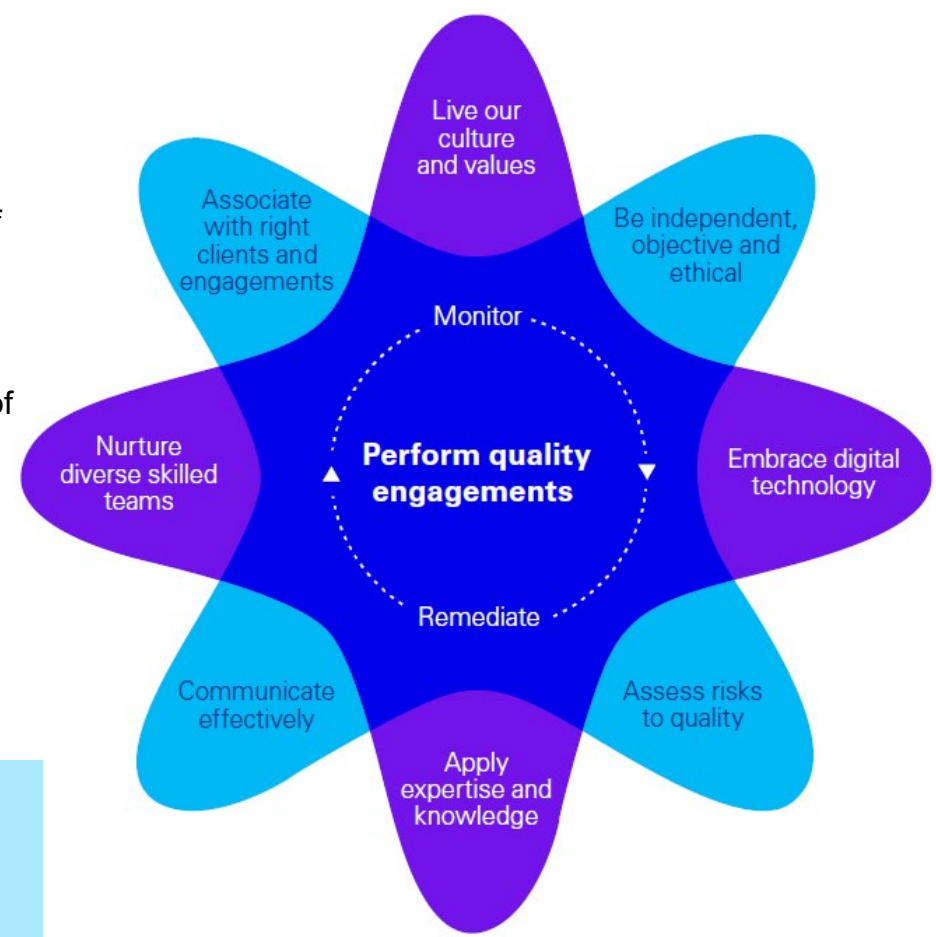 Live our
culture
and values
Be independent,
objective and
ethical
Embrace digital
technology
Assess risks
to quality
Apply
expertise and
knowledge
Communicate
effectively
Nurture
diverse skilled
teams
Associate
with right
clients and
engagements
Monitor
Perform quality
engagements
Remediate
of